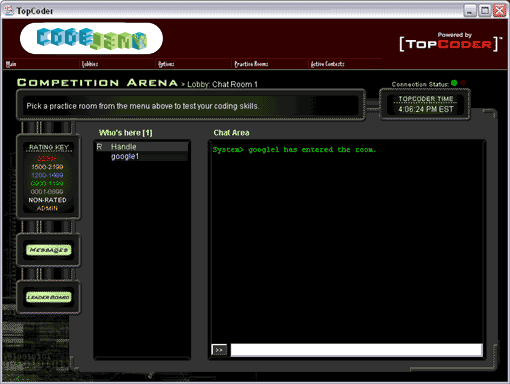 TopCoder
CODEJAM
Powered by
[TOPCODER]™
Main Lobbies Options Practice Rooms Active Contests
COMPETITION ARENA > Lobby: Chat Room 1
Connection Status:
Pick a practice room from the menu above to test your coding skills.
TOPCODER TIME
4:06:24 PM EST
Who's here [1]
Chat Area
RATING KEY
1500-2199
1200-1499
0900-1199
0001-0899
NON-RATED
ADMIN
R Handle
google1
System> google1 has entered the room.
MESSAGES
LEADER BOARD
>>